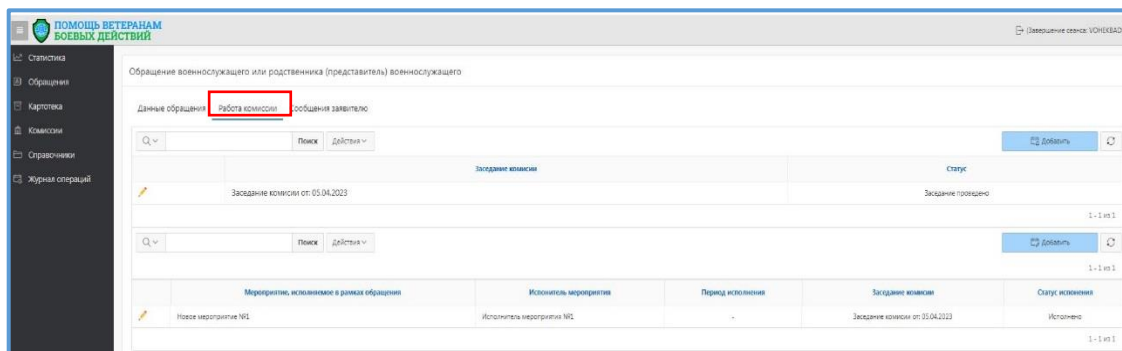 ПОМОЩЬ ВЕТЕРАНАМ
БОЕВЫХ ДЕЙСТВИЙ
(Завершение сеанса: VOHEKBAD
Статистика
Обращения
Картотека
Комиссии
Справочники
Журнал операций
Обращение военнослужащего или родственника (представитель) военнослужащего
Данные обращения Работа комиссии Сообщения заявителю
Поиск Действия Добавить
Заседание комиссии Статус
Заседание комисии от: 05.04.2023 Заседание проведено
1 - 1 из 1
Поиск Действия Добавить
1 - 1 из 1
Мероприятие, исполняемое в рамках обращения Исполнитель мероприятия Период исполнения Заседание комиссии Статус исполнения
Новое мероприятие №1 Исполнитель мероприятия №1 - Заседание комисии от: 05.04.2023 Исполнено
1 - 1 из 1